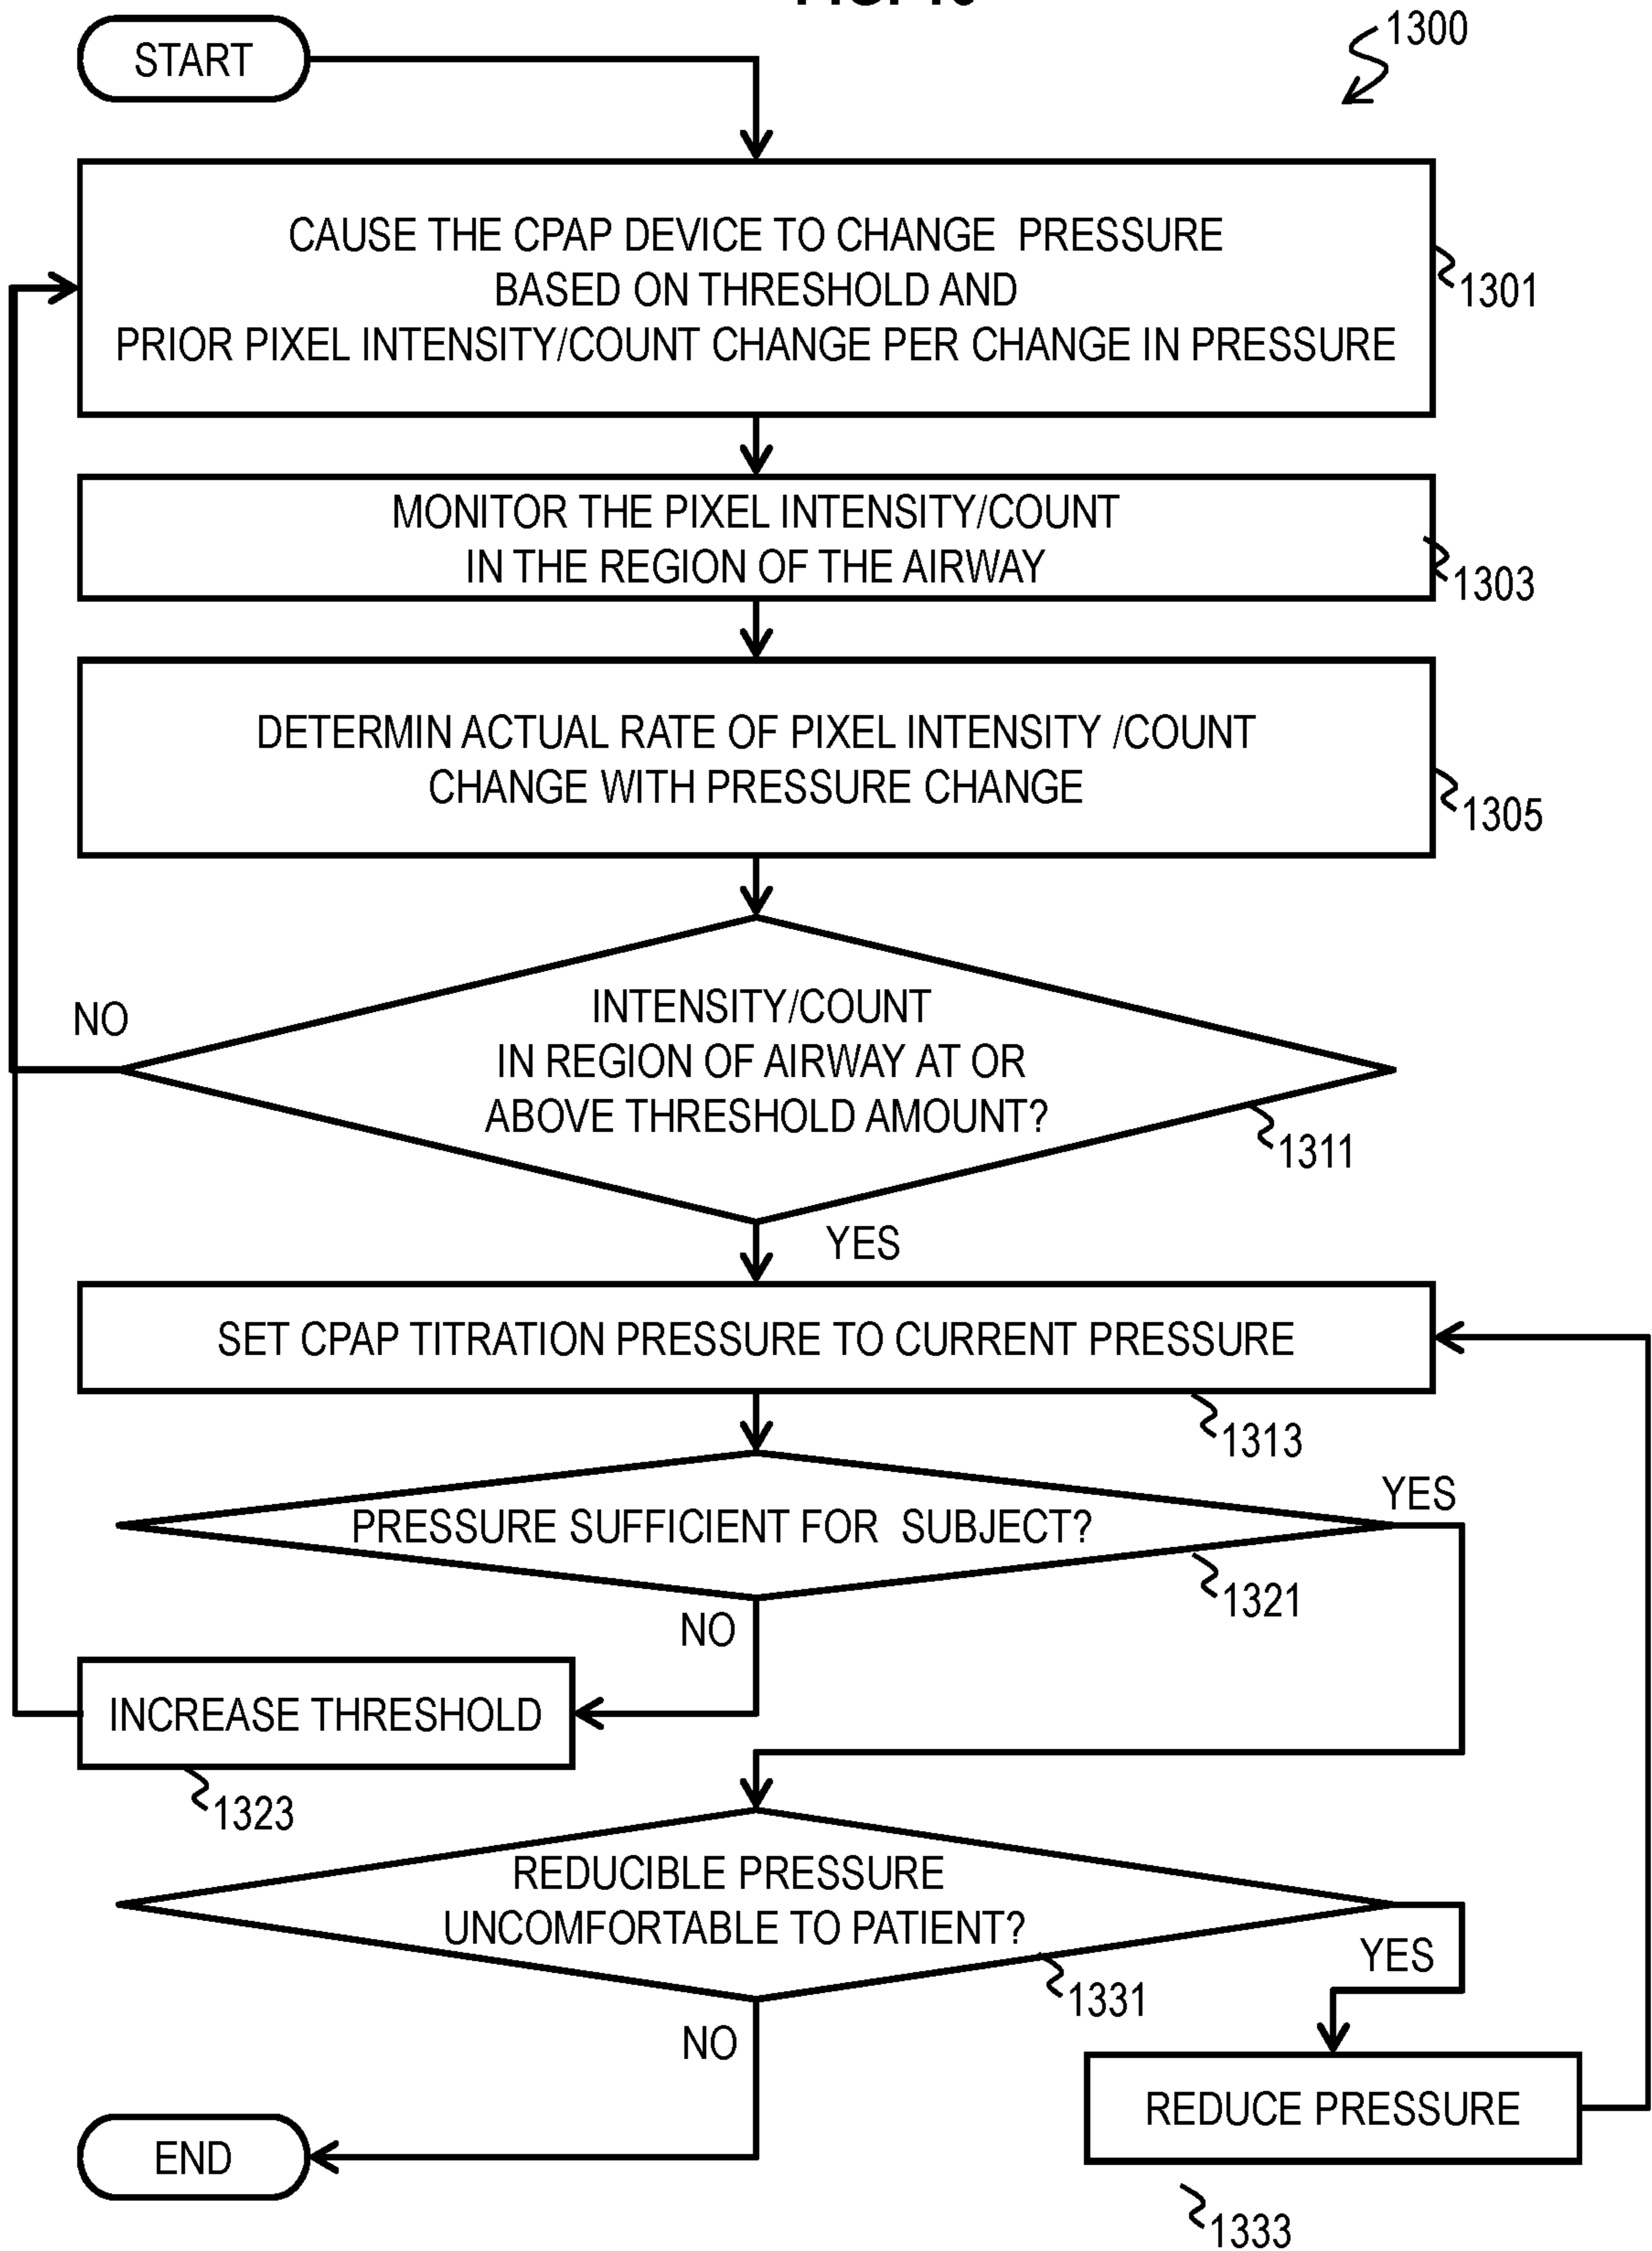 1300
START
CAUSE THE CPAP DEVICE TO CHANGE PRESSURE
BASED ON THRESHOLD AND
PRIOR PIXEL INTENSITY/COUNT CHANGE PER CHANGE IN PRESSURE
1301
MONITOR THE PIXEL INTENSITY/COUNT
IN THE REGION OF THE AIRWAY
1303
DETERMIN ACTUAL RATE OF PIXEL INTENSITY /COUNT
CHANGE WITH PRESSURE CHANGE
1305
NO
INTENSITY/COUNT
IN REGION OF AIRWAY AT OR
ABOVE THRESHOLD AMOUNT?
1311
YES
SET CPAP TITRATION PRESSURE TO CURRENT PRESSURE
1313
PRESSURE SUFFICIENT FOR SUBJECT?
YES
1321
NO
INCREASE THRESHOLD
1323
REDUCIBLE PRESSURE
UNCOMFORTABLE TO PATIENT?
YES
1331
NO
REDUCE PRESSURE
1333
END